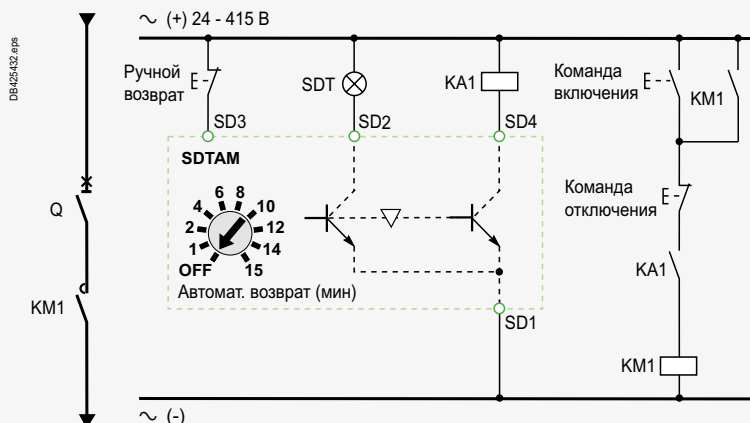 DB425432.eps
(+) 24 - 415 В
Ручной
возврат
SDT
KA1
Команда
включения
KM1
SD3
SD2
SD4
SDTAM
6 8
4 10
2 12
1 14
OFF 15
Автомат. возврат (мин)
SD1
Q
KM1
Команда
отключения
KA1
KM1
(-)